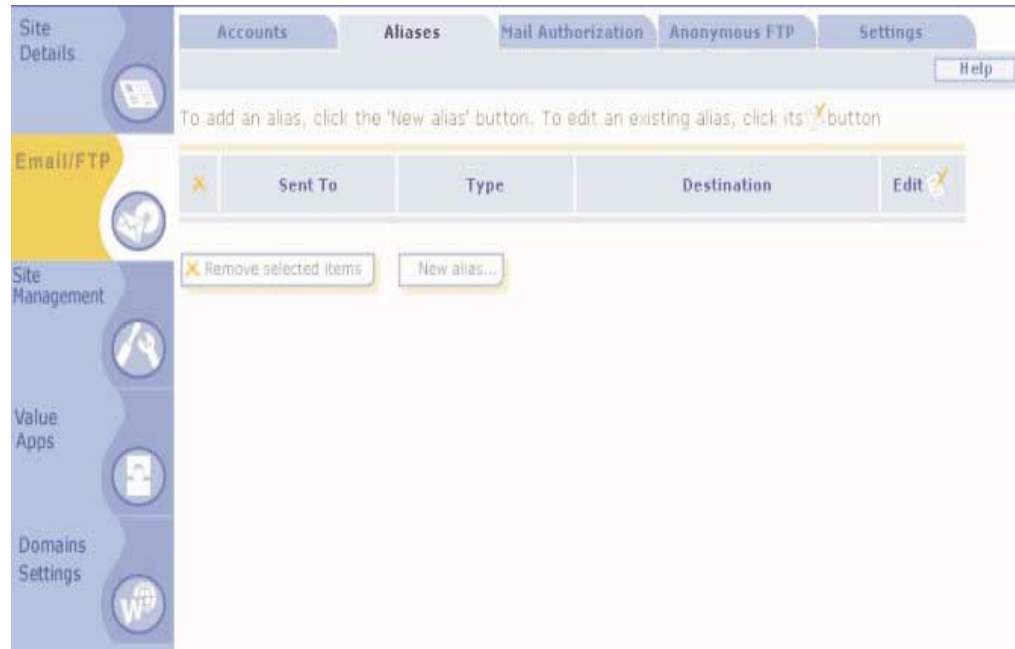 Site
Details
Accounts
Aliases
Mail Authorization
Anonymous FTP
Settings
Help
To add an alias, click the 'New alias' button. To edit an existing alias, click its button
Email/FTP
Sent To
Type
Destination
Edit
Remove selected items
New alias...
Site
Management
Value
Apps
Domains
Settings
W